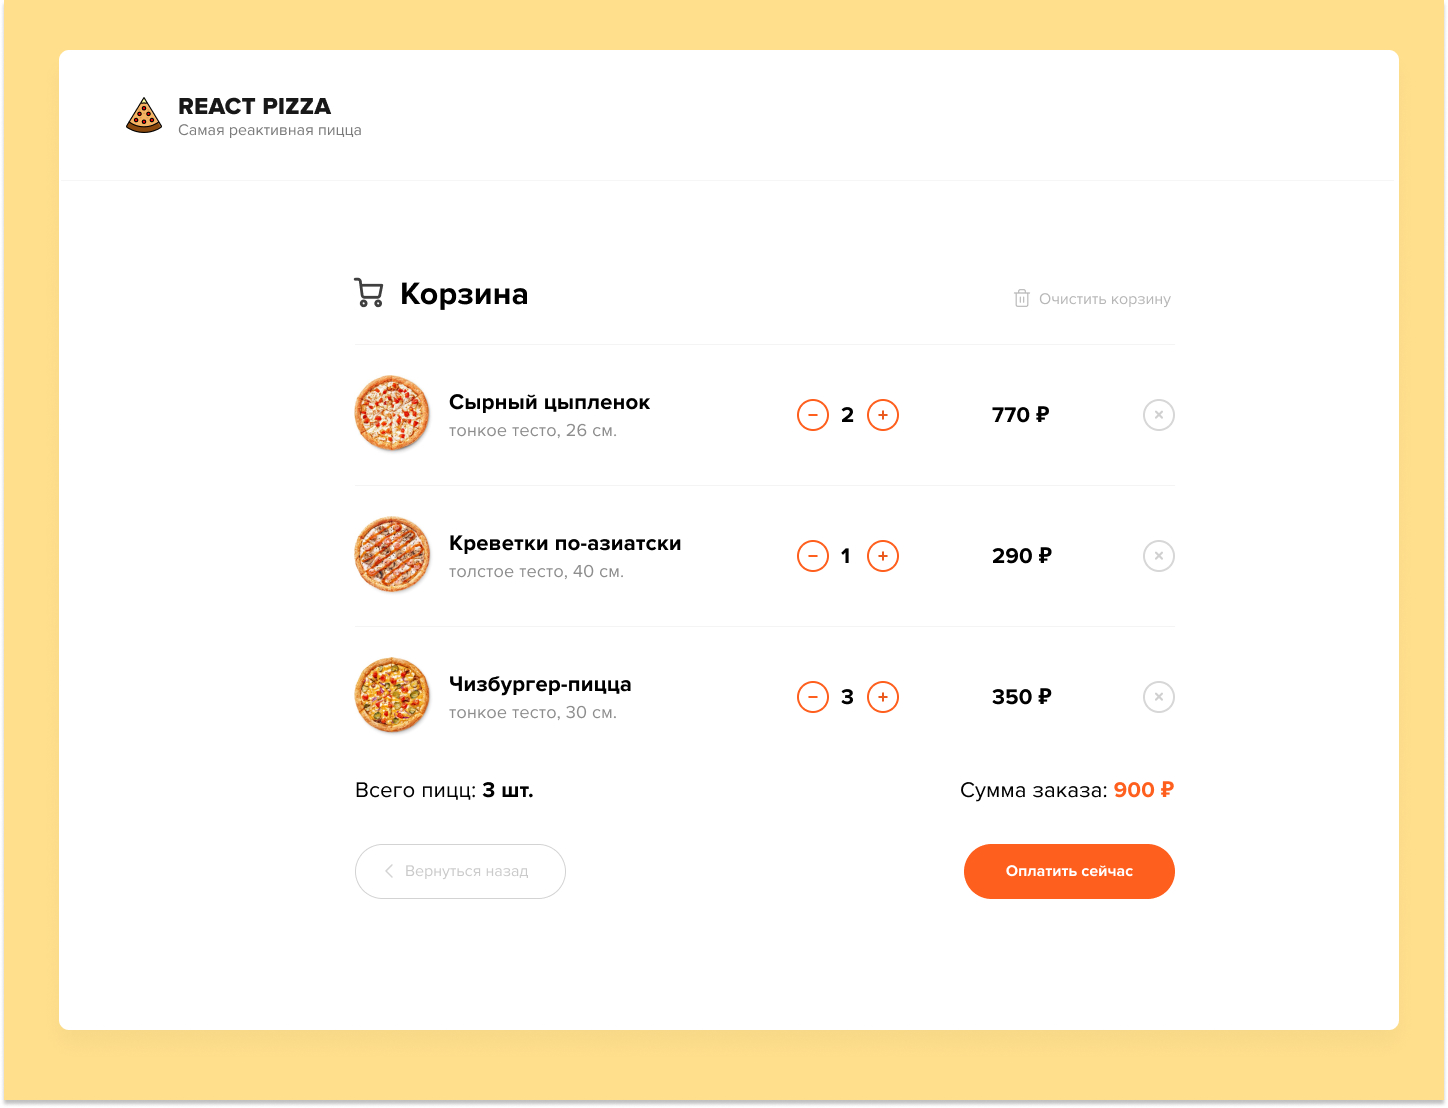 REACT PIZZA
Самая реактивная пицца
Корзина
Очистить корзину
Сырный цыпленок
тонкое тесто, 26 см.
2
770 ₽
Креветки по-азиатски
толстое тесто, 40 см.
1
290 ₽
Чизбургер-пицца
тонкое тесто, 30 см.
3
350 ₽
Всего пицц: 3 шт.
Сумма заказа: 900 ₽
Вернуться назад
Оплатить сейчас